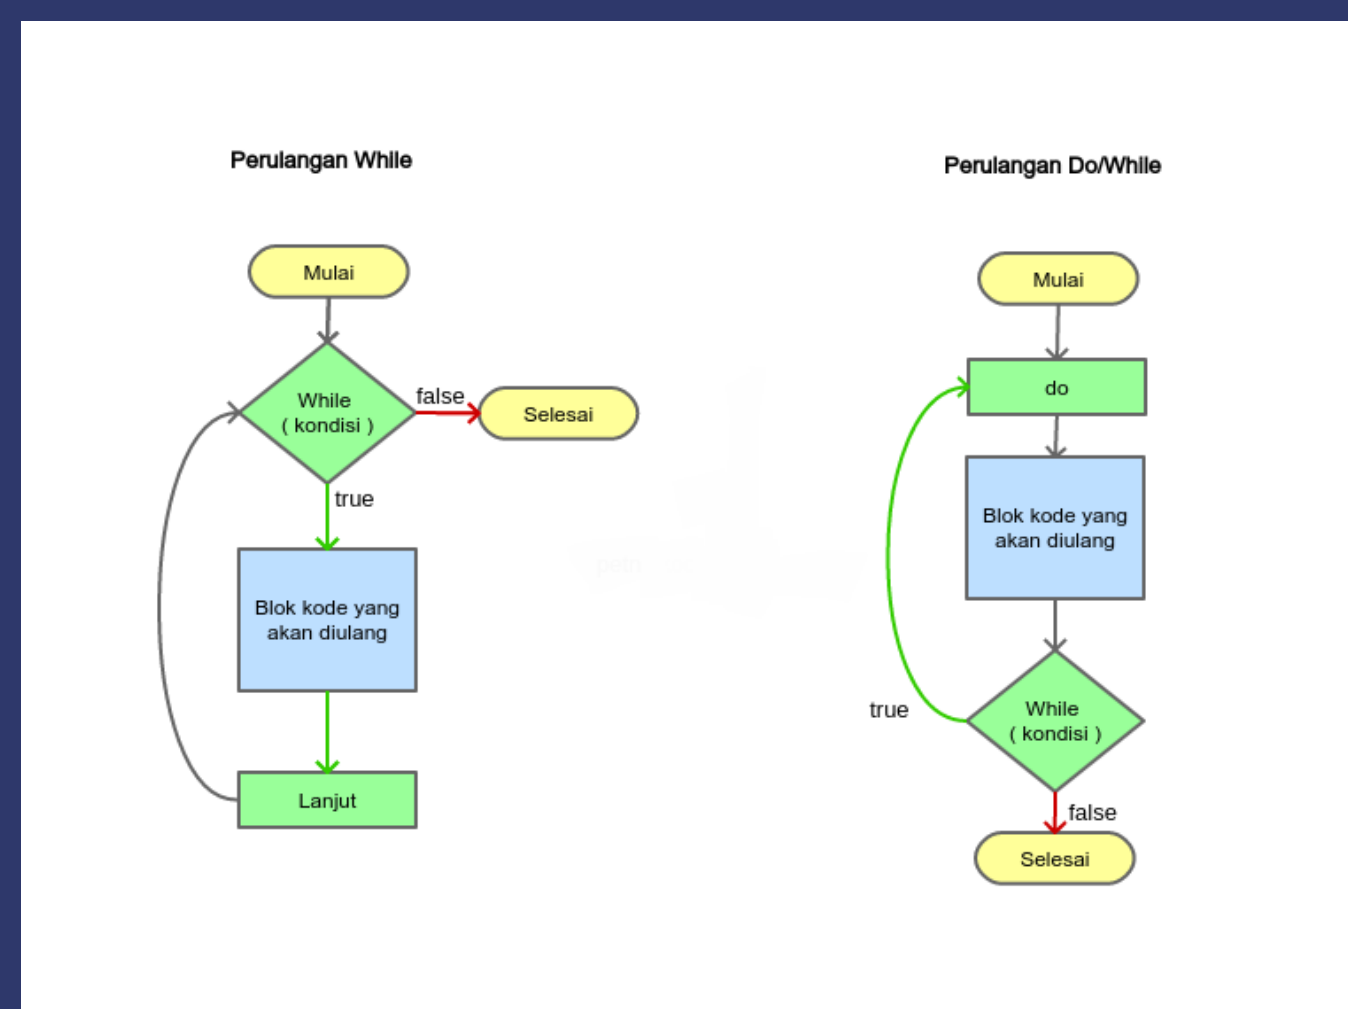 Perulangan While
Mulai
While
( kondisi )
false
Selesai
true
Blok kode yang
akan diulang
Lanjut
Perulangan Do/While
Mulai
do
Blok kode yang
akan diulang
While
( kondisi )
true
false
Selesai